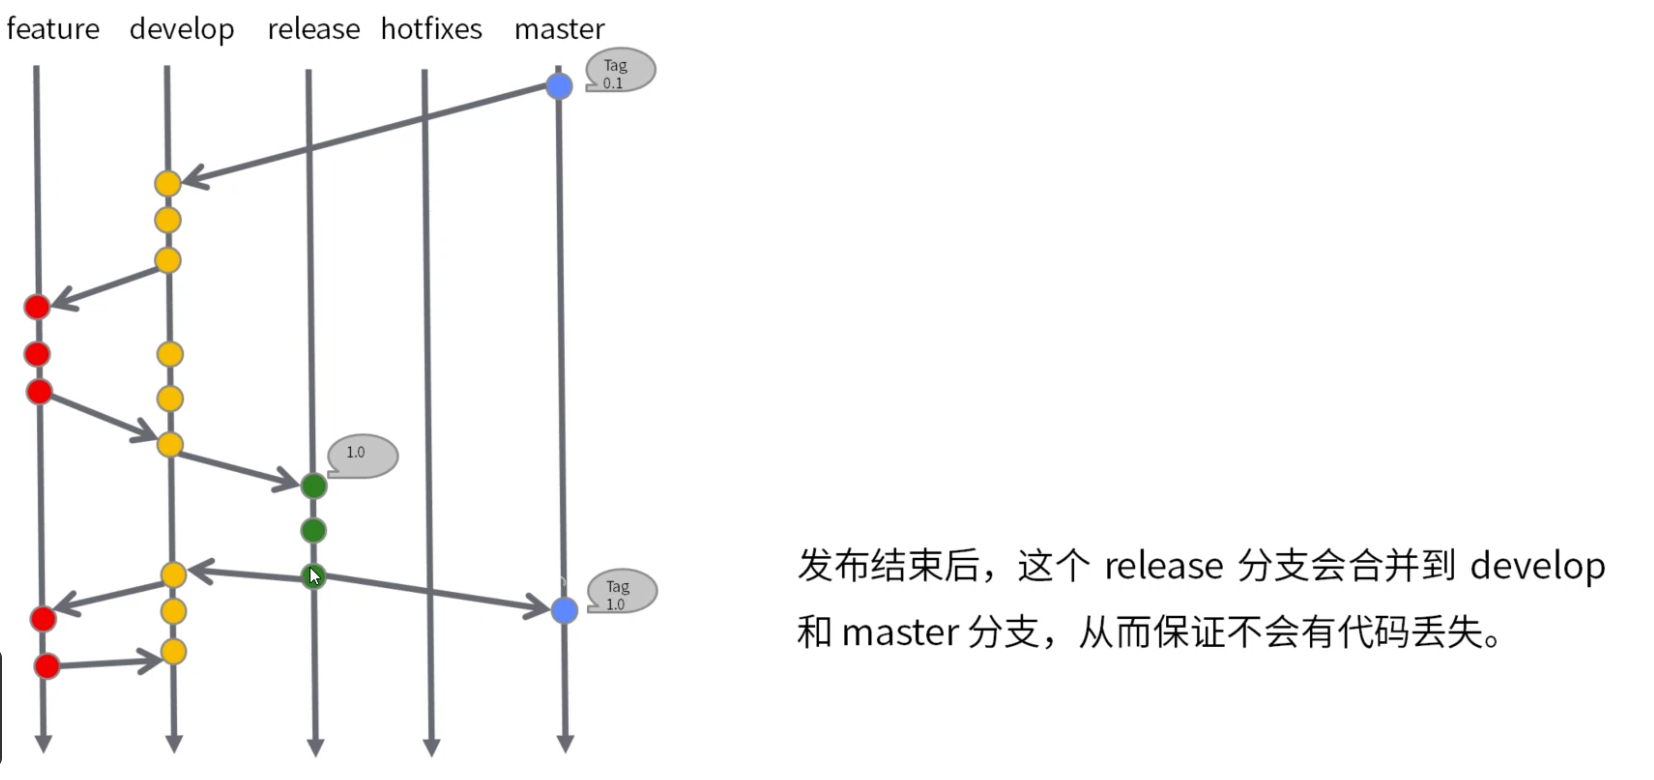 feature develop release hotfixes master
Tag
0.1
1.0
Tag
1.0
发布结束后，这个 release 分支会合并到 develop
和 master 分支，从而保证不会有代码丢失。